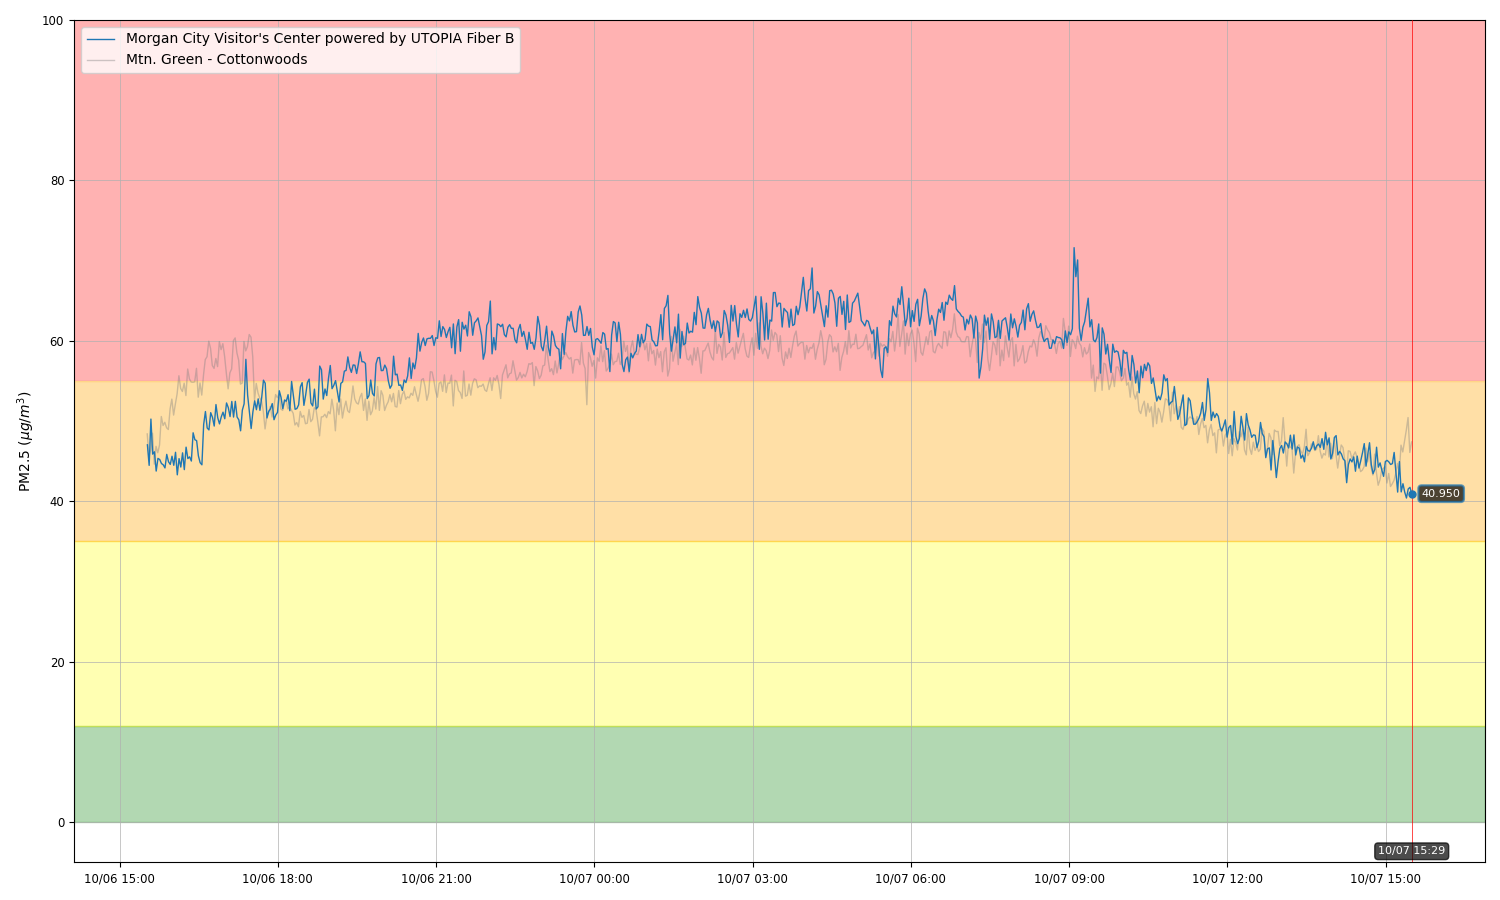 100
Morgan City Visitor's Center powered by UTOPIA Fiber B
Mtn. Green - Cottonwoods
80
60
PM2.5 (μg/m³)
40
40.950
20
0
10/07 15:29
10/06 15:00 10/06 18:00 10/06 21:00 10/07 00:00 10/07 03:00 10/07 06:00 10/07 09:00 10/07 12:00 10/07 15:00